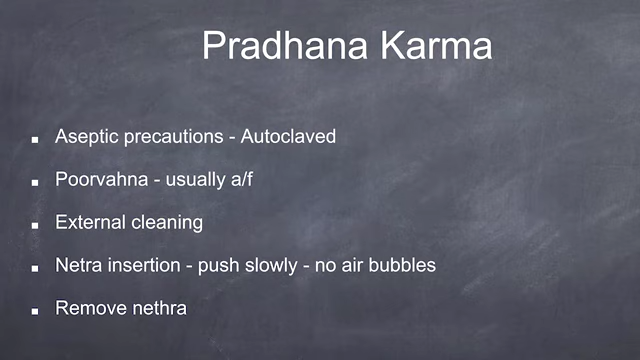 Pradhana Karma
▪ Aseptic precautions - Autoclaved
▪ Poorvahna - usually a/f
▪ External cleaning
▪ Netra insertion - push slowly - no air bubbles
▪ Remove nethra